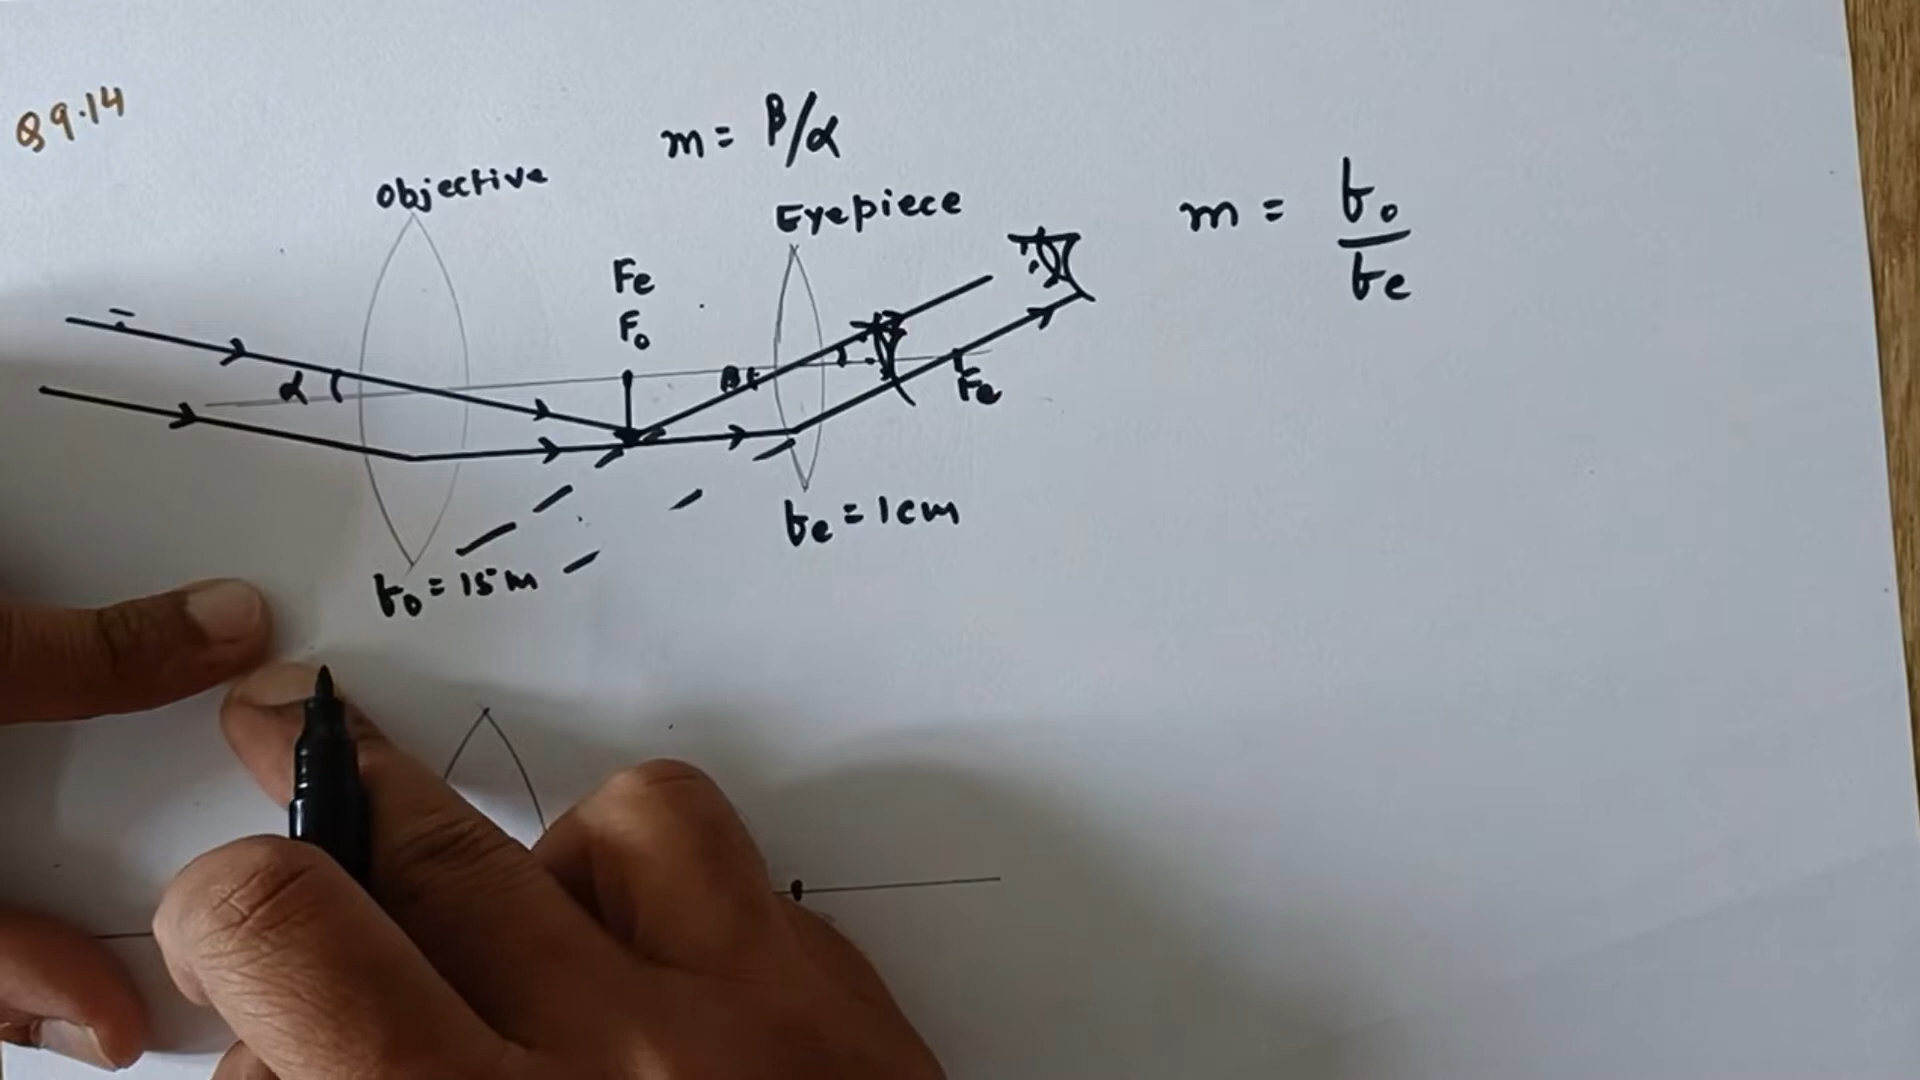 Q9.14
m = β/α
Objective
Eyepiece
m = fo/fe
Fe
Fo
α
β
Fe
fe = 1cm
fo = 15m